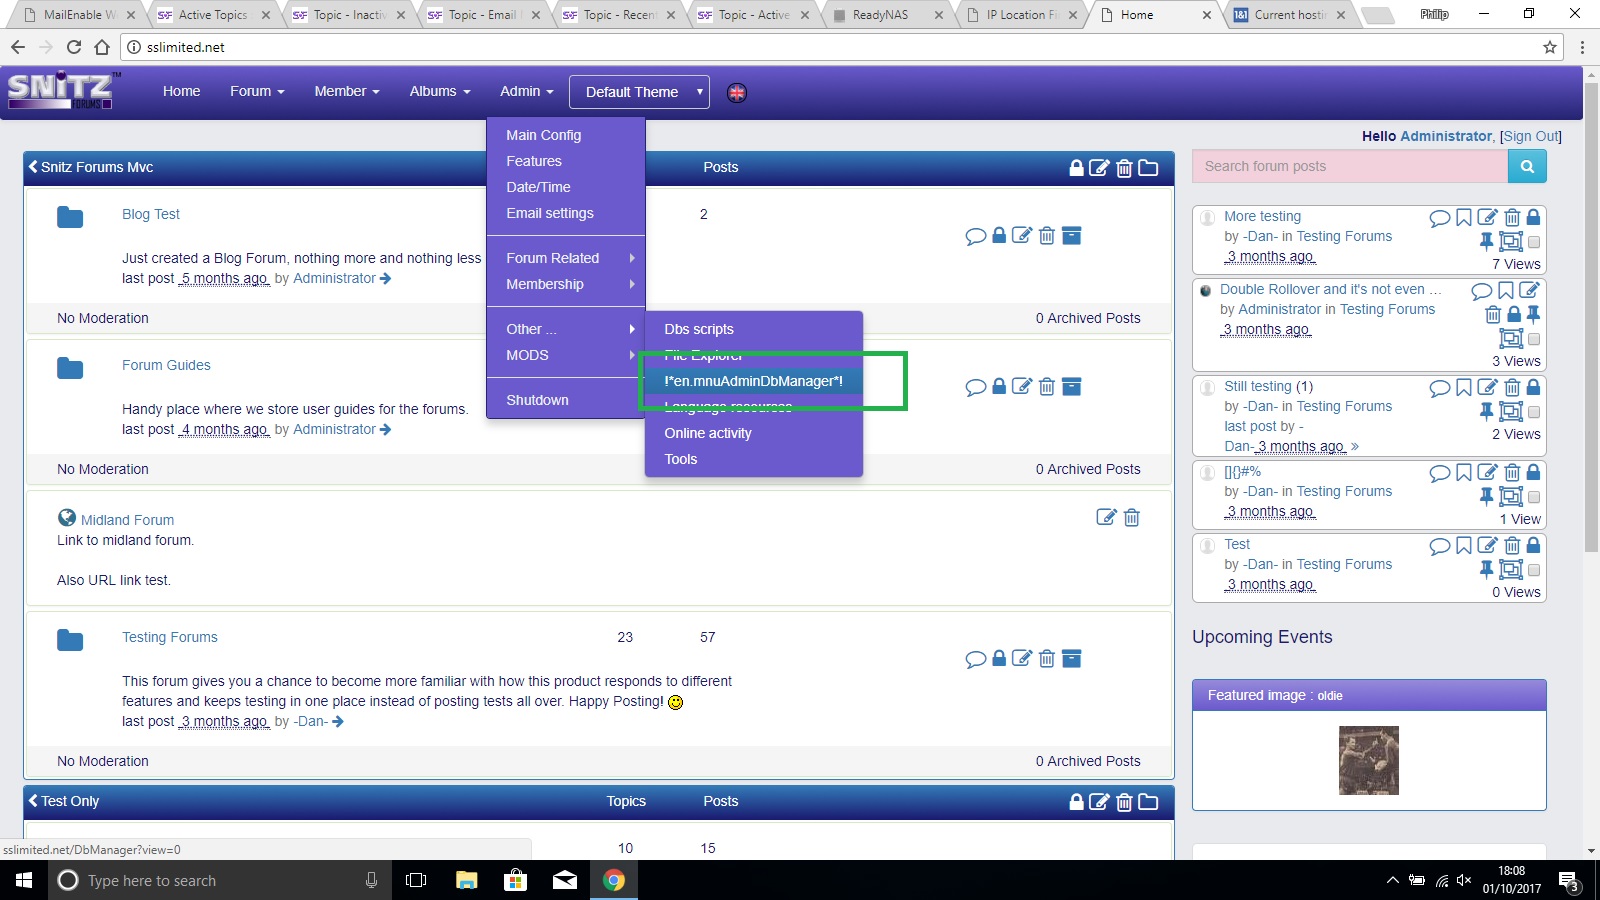 MailEnable W
Active Topics
Topic - Inactiv
Topic - Email
Topic - Recen
Topic - Active
ReadyNAS
IP Location Fi
Home
Current hosti
Philip
sslimited.net
SNITZ™
FORUMS
Home
Forum
Member
Albums
Admin
Default Theme
Hello Administrator, [Sign Out]
Main Config
Features
Date/Time
Email settings
Forum Related
Membership
Other ...
MODS
Shutdown
Dbs scripts
File Explorer
!*en.mnuAdminDbManager*!
Language resources
Online activity
Tools
Snitz Forums Mvc
Posts
Blog Test
2
Just created a Blog Forum, nothing more and nothing less
last post 5 months ago by Administrator
No Moderation
0 Archived Posts
Forum Guides
Handy place where we store user guides for the forums.
last post 4 months ago by Administrator
No Moderation
0 Archived Posts
Midland Forum
Link to midland forum.
Also URL link test.
Testing Forums
23
57
This forum gives you a chance to become more familiar with how this product responds to different
features and keeps testing in one place instead of posting tests all over. Happy Posting!
last post 3 months ago by -Dan-
No Moderation
0 Archived Posts
Test Only
Topics
Posts
10
15
Search forum posts
More testing
by -Dan- in Testing Forums
3 months ago
7 Views
Double Rollover and it's not even ...
by Administrator in Testing Forums
3 months ago
3 Views
Still testing (1)
by -Dan- in Testing Forums
last post by -
Dan- 3 months ago »
2 Views
[]{}#%
by -Dan- in Testing Forums
3 months ago
1 View
Test
by -Dan- in Testing Forums
3 months ago
0 Views
Upcoming Events
Featured image : oldie
sslimited.net/DbManager?view=0
Type here to search
18:08
01/10/2017
3